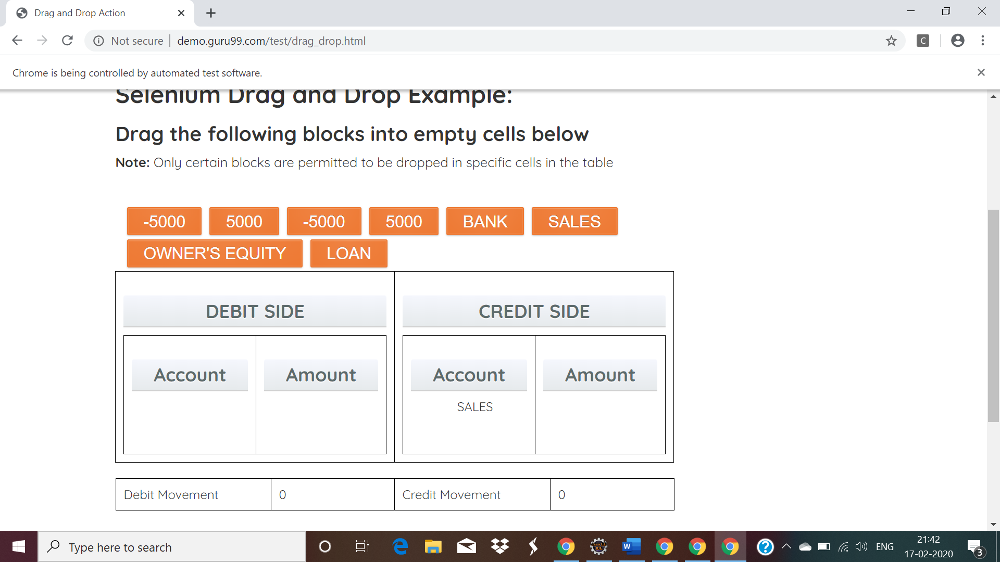 Drag and Drop Action
Not secure | demo.guru99.com/test/drag_drop.html
C
Chrome is being controlled by automated test software.
Selenium Drag and Drop Example:
Drag the following blocks into empty cells below
Note: Only certain blocks are permitted to be dropped in specific cells in the table
-5000 5000 -5000 5000 BANK SALES
OWNER'S EQUITY LOAN
DEBIT SIDE CREDIT SIDE
Account Amount Account Amount
SALES
Debit Movement 0 Credit Movement 0
Type here to search
W
?
ENG
21:42
17-02-2020
3